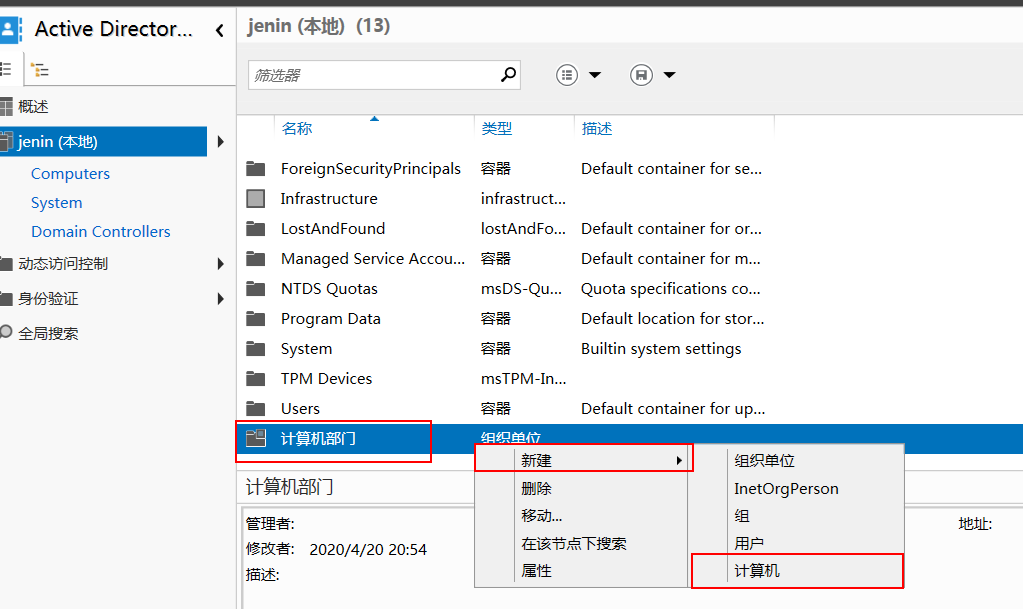 Active Director...
jenin (本地) (13)
筛选器
概述
jenin (本地)
Computers
System
Domain Controllers
动态访问控制
身份验证
全局搜索
名称 类型 描述
ForeignSecurityPrincipals 容器 Default container for se...
Infrastructure infrastruct...
LostAndFound lostAndFo... Default container for or...
Managed Service Accou... 容器 Default container for m...
NTDS Quotas msDS-Qu... Quota specifications co...
Program Data 容器 Default location for stor...
System 容器 Builtin system settings
TPM Devices msTPM-In...
Users 容器 Default container for up...
计算机部门 组织单位
新建
删除
移动...
在该节点下搜索
属性
组织单位
InetOrgPerson
组
用户
计算机
计算机部门
管理者:
修改者: 2020/4/20 20:54
描述:
地址: